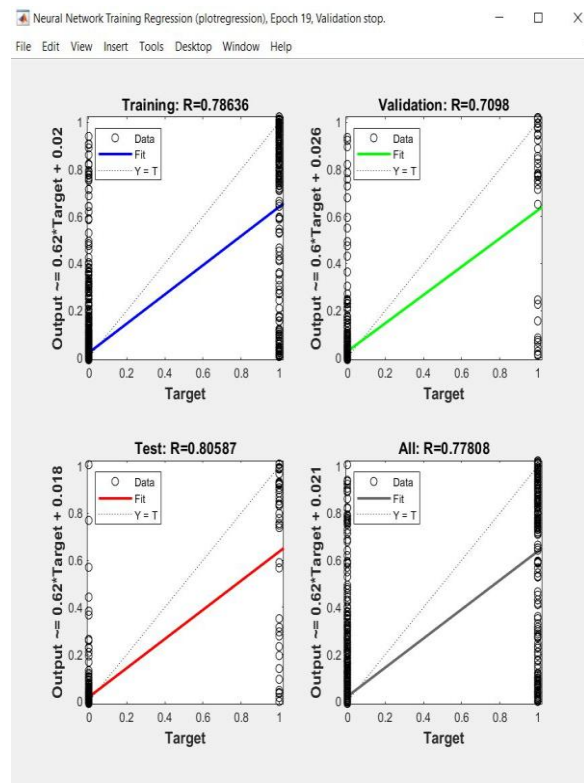 Neural Network Training Regression (plotregression), Epoch 19, Validation stop.
File Edit View Insert Tools Desktop Window Help
Training: R=0.78636
Output ~= 0.62*Target + 0.02
Data
Fit
Y = T
1
0.8
0.6
0.4
0.2
0
0 0.2 0.4 0.6 0.8 1
Target
Validation: R=0.7098
Output ~= 0.6*Target + 0.026
Data
Fit
Y = T
1
0.8
0.6
0.4
0.2
0
0 0.2 0.4 0.6 0.8 1
Target
Test: R=0.80587
Output ~= 0.62*Target + 0.018
Data
Fit
Y = T
1
0.8
0.6
0.4
0.2
0
0 0.2 0.4 0.6 0.8 1
Target
All: R=0.77808
Output ~= 0.62*Target + 0.021
Data
Fit
Y = T
1
0.8
0.6
0.4
0.2
0
0 0.2 0.4 0.6 0.8 1
Target